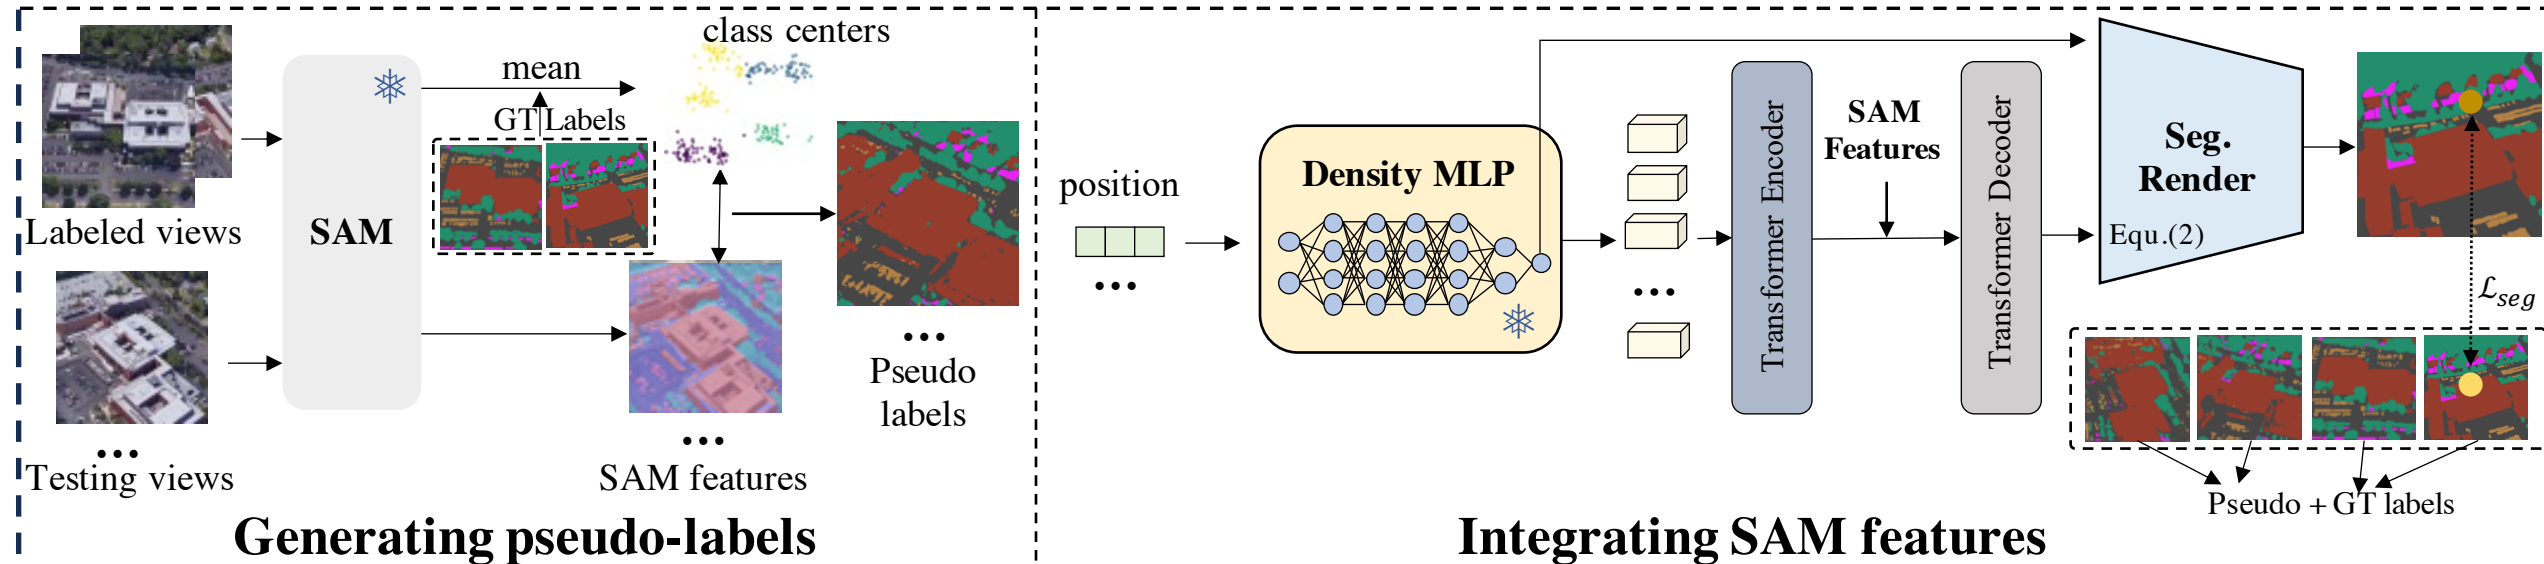 class centers
mean
GT Labels
SAM
Labeled views
Testing views
...
SAM features
...
Pseudo
labels
...
Generating pseudo-labels
position
...
Density MLP
...
Transformer Encoder
SAM
Features
Transformer Decoder
Seg.
Render
Equ.(2)
ℒseg
Pseudo + GT labels
Integrating SAM features